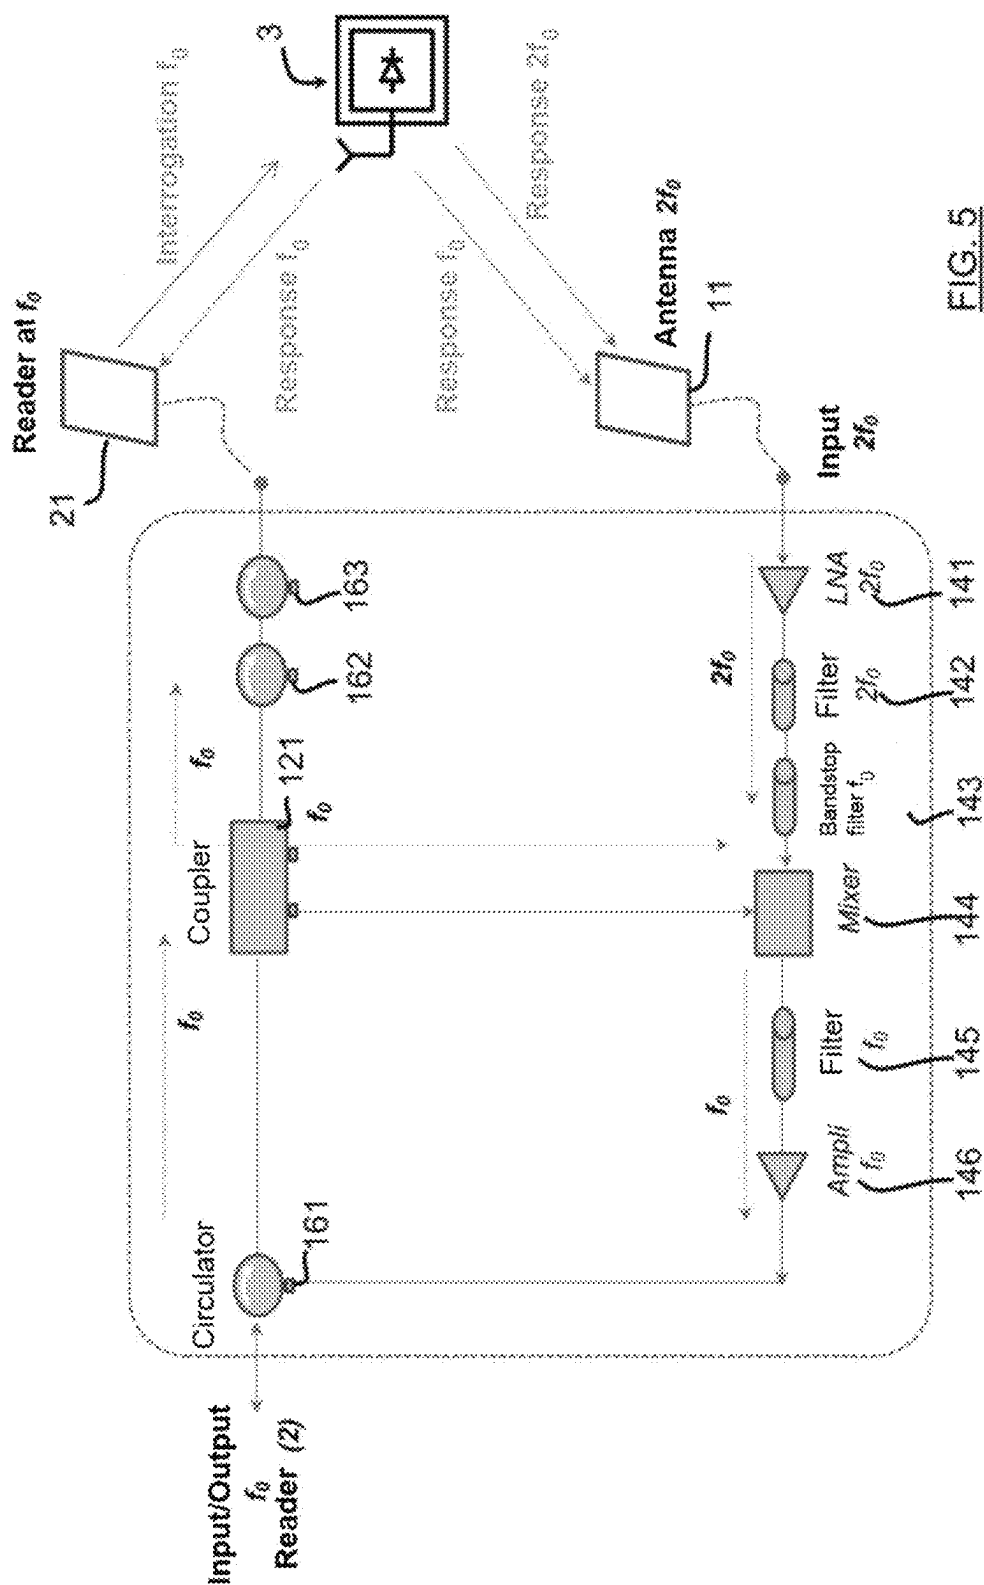 Input/Output
f₀
Reader (2)
Circulator
161
f₀
Coupler
121
f₀
f₀
162
163
Reader at f₀
21
Interrogation f₀
Response f₀
3
Response f₀
Response 2f₀
Antenna 2f₀
11
Input
2f₀
2f₀
f₀
Ampli
f₀
146
Filter
f₀
145
Mixer
144
Bandstop
filter f₀
143
Filter
2f₀
142
LNA
2f₀
141
FIG. 5